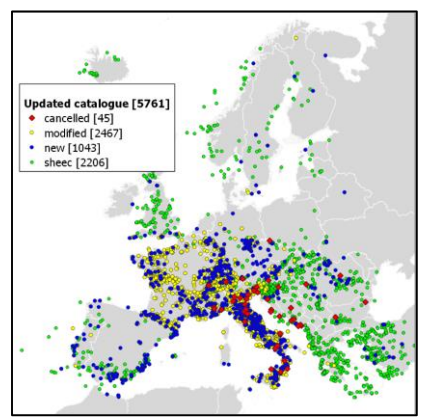 Updated catalogue [5761]
cancelled [45]
modified [2467]
new [1043]
sheec [2206]